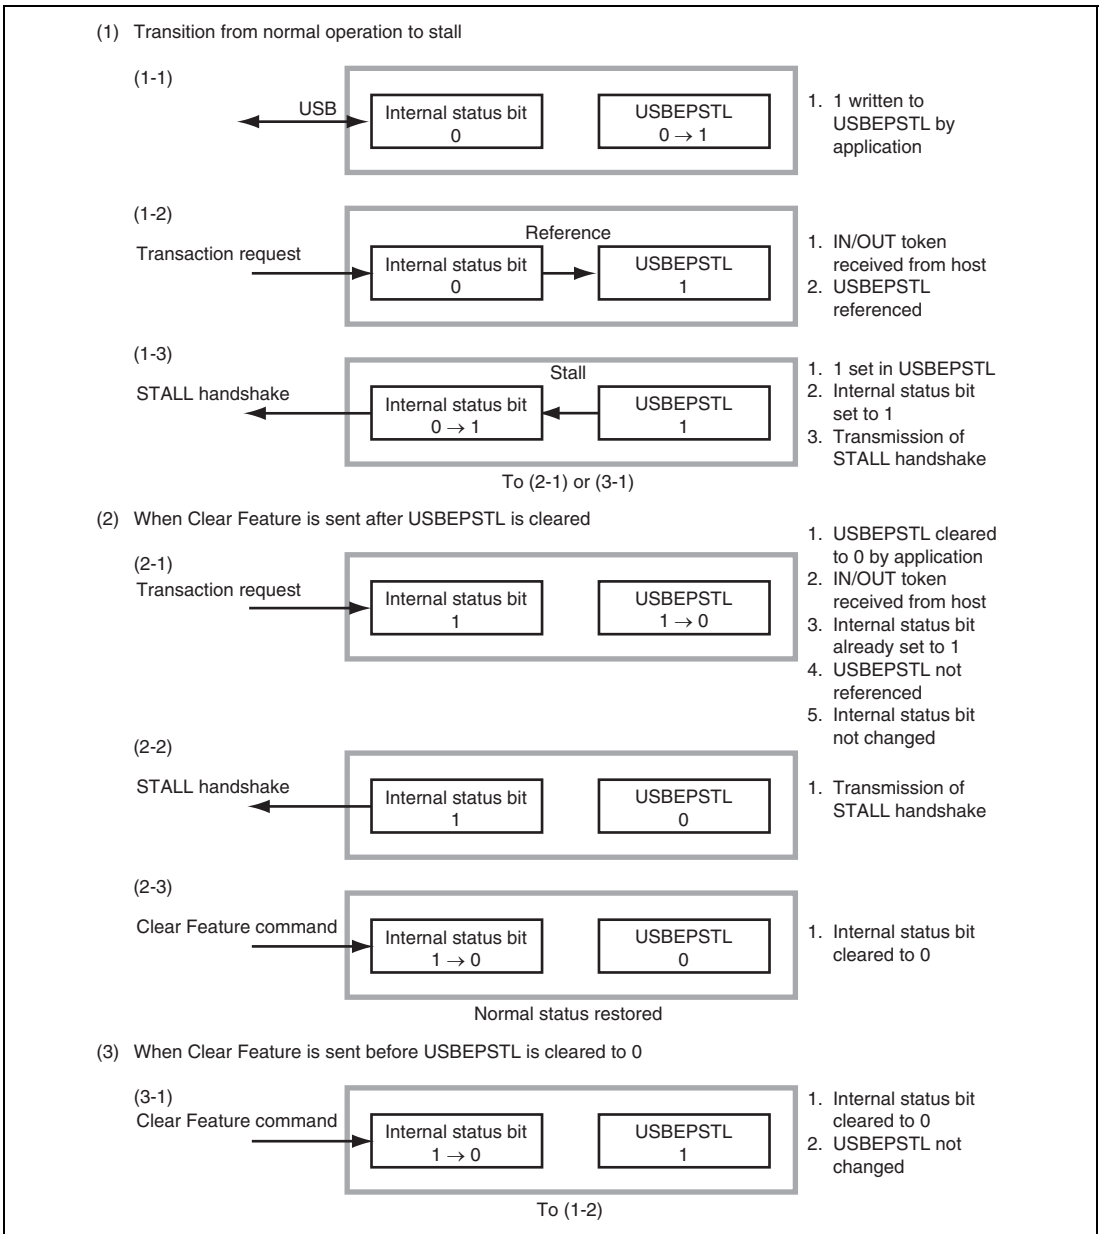 (1) Transition from normal operation to stall
(1-1)
USB
Internal status bit
0
USBEPSTL
0 → 1
1. 1 written to
USBEPSTL by
application
(1-2)
Transaction request
Reference
Internal status bit
0
USBEPSTL
1
1. IN/OUT token
received from host
2. USBEPSTL
referenced
(1-3)
STALL handshake
Stall
Internal status bit
0 → 1
USBEPSTL
1
1. 1 set in USBEPSTL
2. Internal status bit
set to 1
3. Transmission of
STALL handshake
To (2-1) or (3-1)
(2) When Clear Feature is sent after USBEPSTL is cleared
(2-1)
Transaction request
Internal status bit
1
USBEPSTL
1 → 0
1. USBEPSTL cleared
to 0 by application
2. IN/OUT token
received from host
3. Internal status bit
already set to 1
4. USBEPSTL not
referenced
5. Internal status bit
not changed
(2-2)
STALL handshake
Internal status bit
1
USBEPSTL
0
1. Transmission of
STALL handshake
(2-3)
Clear Feature command
Internal status bit
1 → 0
USBEPSTL
0
1. Internal status bit
cleared to 0
Normal status restored
(3) When Clear Feature is sent before USBEPSTL is cleared to 0
(3-1)
Clear Feature command
Internal status bit
1 → 0
USBEPSTL
1
1. Internal status bit
cleared to 0
2. USBEPSTL not
changed
To (1-2)